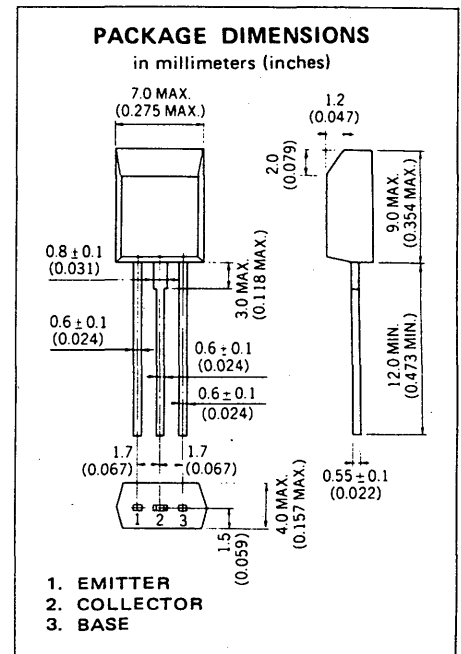 PACKAGE DIMENSIONS
in millimeters (inches)
7.0 MAX.
(0.275 MAX.)
1.2
(0.047)
2.0
(0.079)
9.0 MAX.
(0.354 MAX.)
0.8 ± 0.1
(0.031)
3.0 MAX.
(0.118 MAX.)
0.6 ± 0.1
(0.024)
0.6 ± 0.1
(0.024)
0.6 ± 0.1
(0.024)
12.0 MIN.
(0.473 MIN.)
1.7
(0.067)
1.7
(0.067)
0.55 ± 0.1
(0.022)
4.0 MAX.
(0.157 MAX.)
1 2 3
1.5
(0.059)
1. EMITTER
2. COLLECTOR
3. BASE